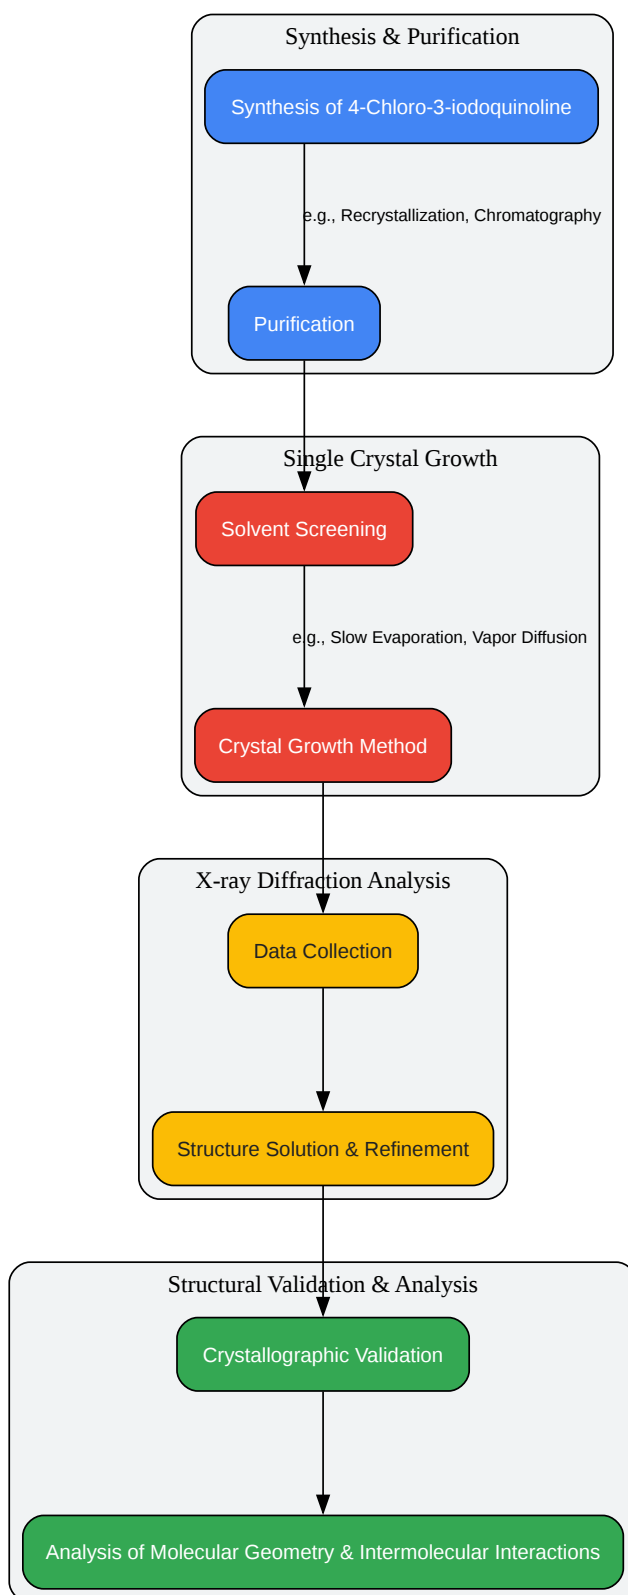 Synthesis & Purification
Synthesis of 4-Chloro-3-iodoquinoline
e.g., Recrystallization, Chromatography
Purification
Single Crystal Growth
Solvent Screening
e.g., Slow Evaporation, Vapor Diffusion
Crystal Growth Method
X-ray Diffraction Analysis
Data Collection
Structure Solution & Refinement
Structural Validation & Analysis
Crystallographic Validation
Analysis of Molecular Geometry & Intermolecular Interactions